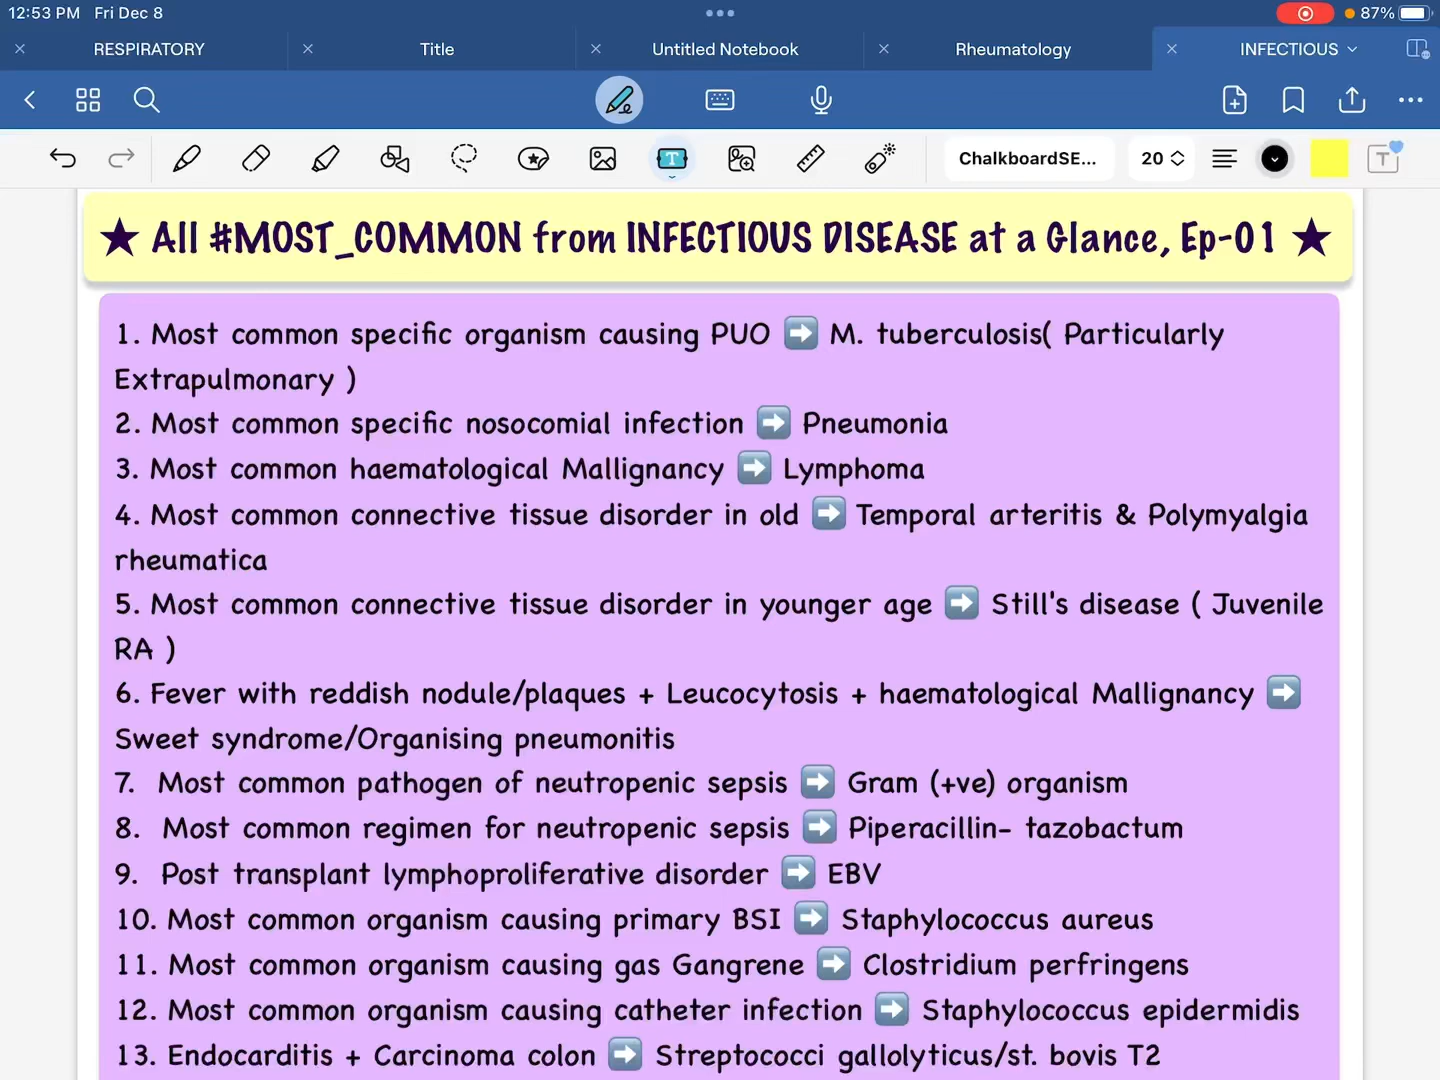 12:53 PM Fri Dec 8
87%
RESPIRATORY
Title
Untitled Notebook
Rheumatology
INFECTIOUS
ChalkboardSE...
20
★ All #MOST_COMMON from INFECTIOUS DISEASE at a Glance, Ep-01 ★
1. Most common specific organism causing PUO ➡ M. tuberculosis( Particularly
Extrapulmonary )
2. Most common specific nosocomial infection ➡ Pneumonia
3. Most common haematological Mallignancy ➡ Lymphoma
4. Most common connective tissue disorder in old ➡ Temporal arteritis & Polymyalgia
rheumatica
5. Most common connective tissue disorder in younger age ➡ Still's disease ( Juvenile
RA )
6. Fever with reddish nodule/plaques + Leucocytosis + haematological Mallignancy ➡
Sweet syndrome/Organising pneumonitis
7. Most common pathogen of neutropenic sepsis ➡ Gram (+ve) organism
8. Most common regimen for neutropenic sepsis ➡ Piperacillin- tazobactum
9. Post transplant lymphoproliferative disorder ➡ EBV
10. Most common organism causing primary BSI ➡ Staphylococcus aureus
11. Most common organism causing gas Gangrene ➡ Clostridium perfringens
12. Most common organism causing catheter infection ➡ Staphylococcus epidermidis
13. Endocarditis + Carcinoma colon ➡ Streptococci gallolyticus/st. bovis T2